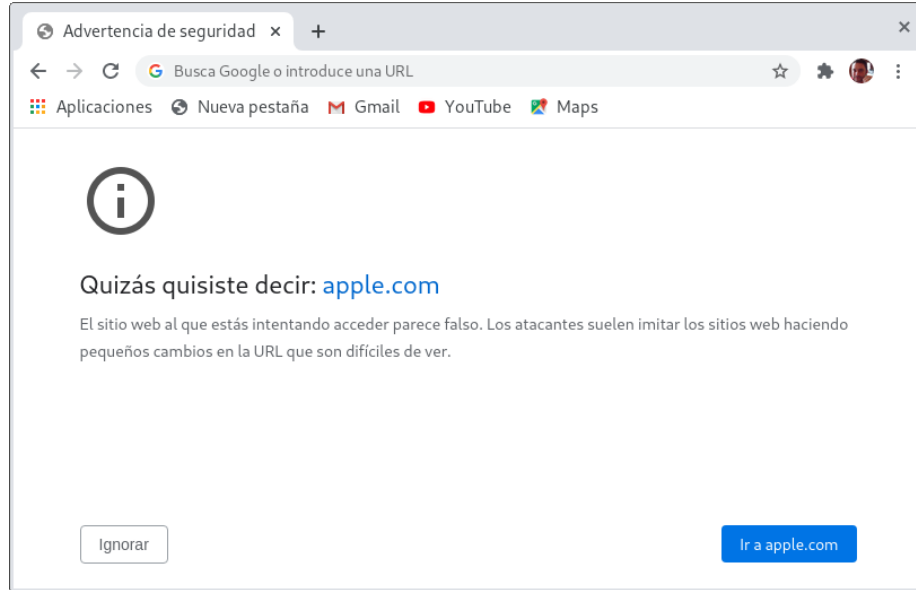 Advertencia de seguridad
Busca Google o introduce una URL
Aplicaciones Nueva pestaña Gmail YouTube Maps
Quizás quisiste decir: apple.com
El sitio web al que estás intentando acceder parece falso. Los atacantes suelen imitar los sitios web haciendo
pequeños cambios en la URL que son difíciles de ver.
Ignorar Ir a apple.com